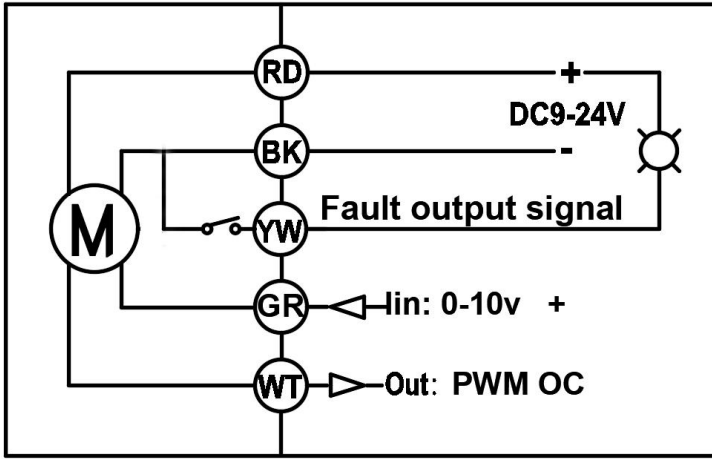 RD
+
DC9-24V
BK
-
M
YW
Fault output signal
GR
Iin: 0-10v +
WT
Out: PWM OC